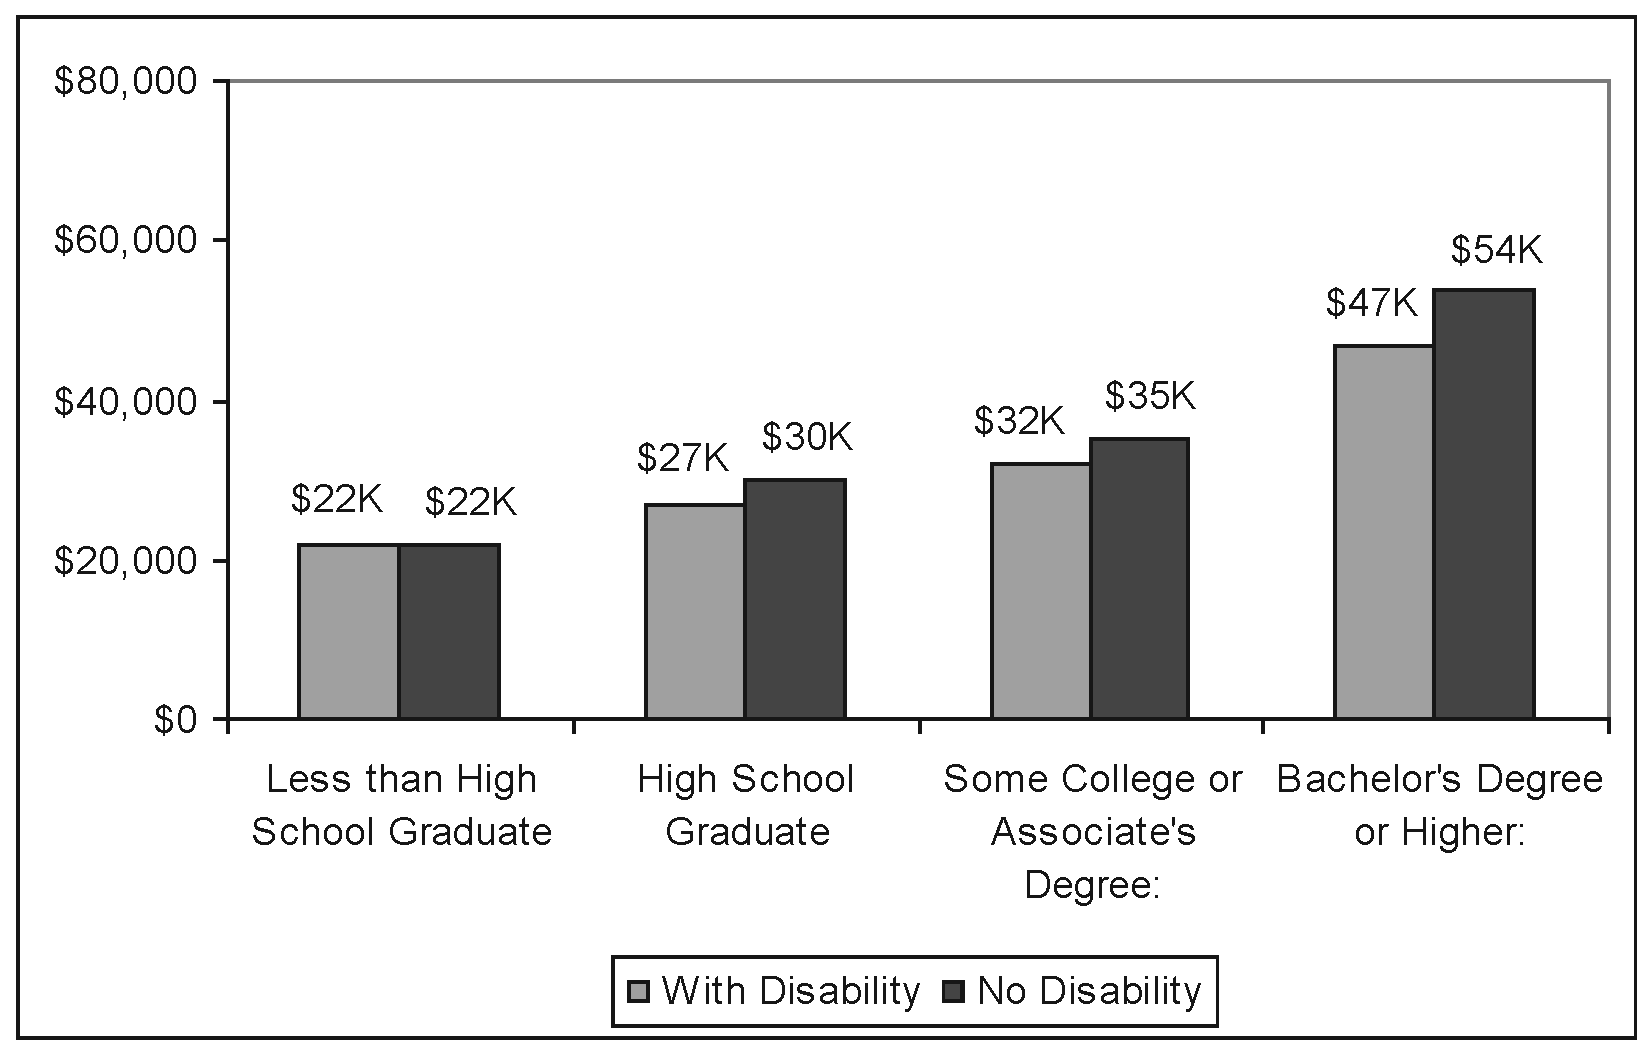 $80,000
$60,000
$40,000
$20,000
$0
$22K
$22K
$27K
$30K
$32K
$35K
$47K
$54K
Less than High
School Graduate
High School
Graduate
Some College or
Associate's
Degree:
Bachelor's Degree
or Higher:
With Disability
No Disability